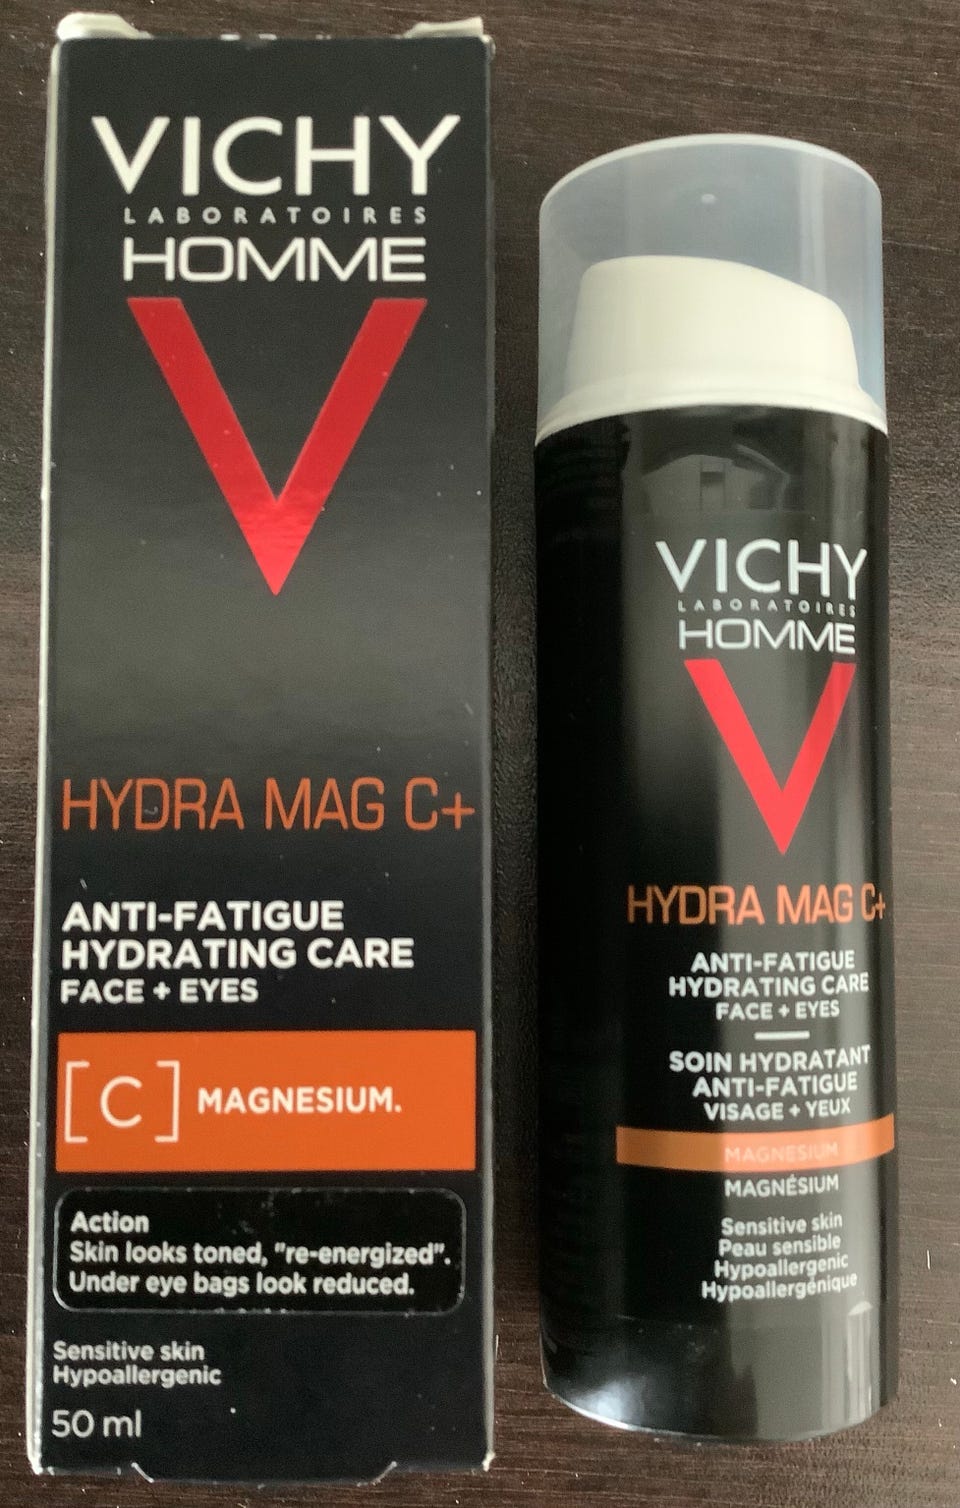 VICHY
LABORATOIRES
HOMME
HYDRA MAG C+
ANTI-FATIGUE
HYDRATING CARE
FACE + EYES
[C] MAGNESIUM.
Action
Skin looks toned, "re-energized".
Under eye bags look reduced.
Sensitive skin
Hypoallergenic
50 ml
VICHY
LABORATOIRES
HOMME
HYDRA MAG C+
ANTI-FATIGUE
HYDRATING CARE
FACE + EYES
SOIN HYDRATANT
ANTI-FATIGUE
VISAGE + YEUX
MAGNESIUM
MAGNÉSIUM
Sensitive skin
Peau sensible
Hypoallergenic
Hypoallergénique